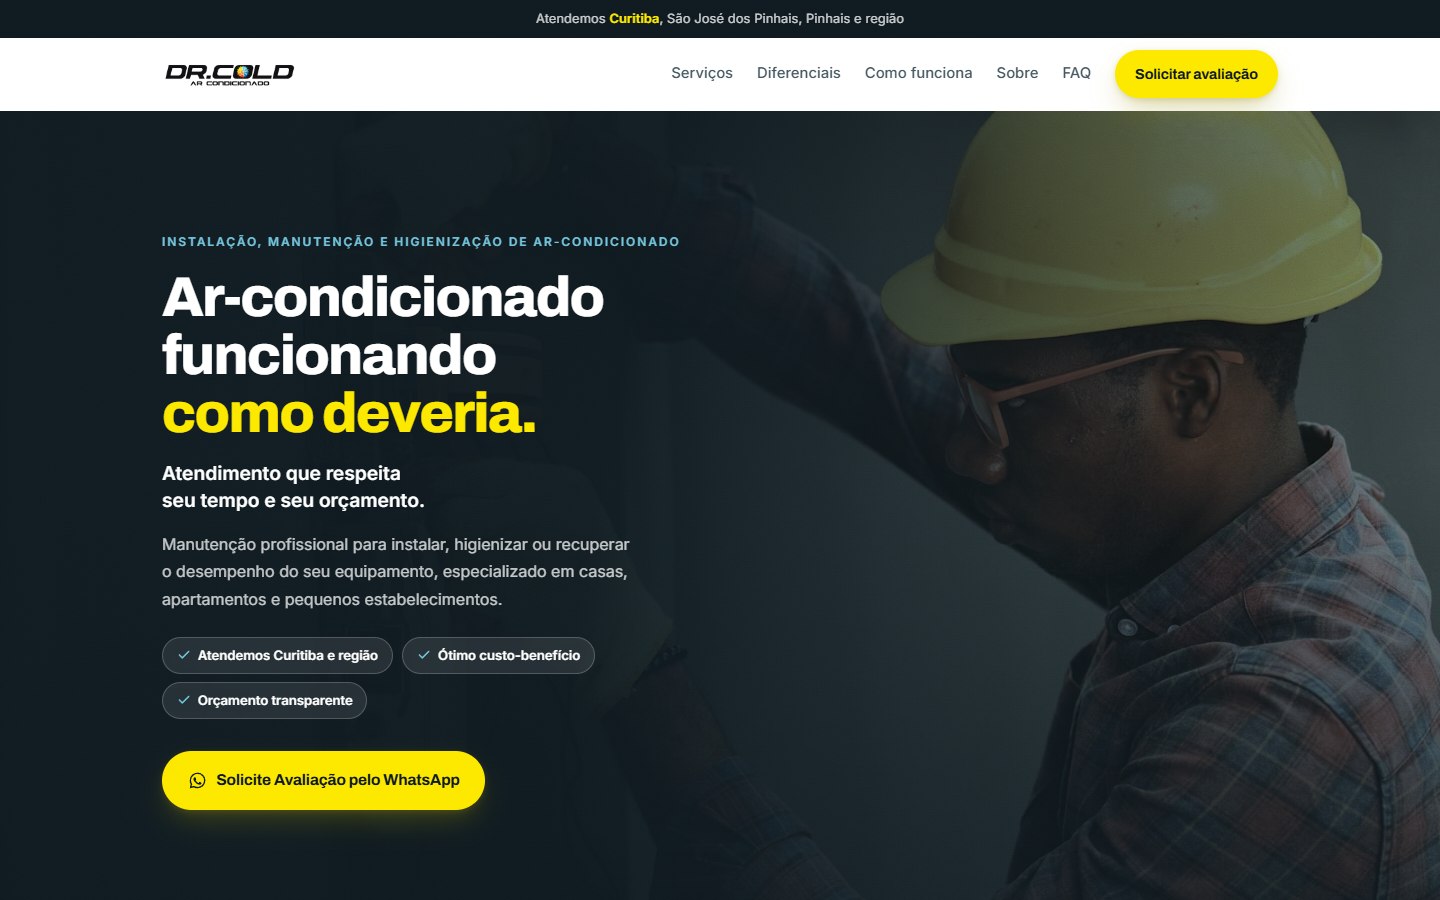 Atendemos Curitiba, São José dos Pinhais, Pinhais e região
DR.COLD
AR CONDICIONADO
Serviços
Diferenciais
Como funciona
Sobre
FAQ
Solicitar avaliação
INSTALAÇÃO, MANUTENÇÃO E HIGIENIZAÇÃO DE AR-CONDICIONADO
Ar-condicionado
funcionando
como deveria.
Atendimento que respeita
seu tempo e seu orçamento.
Manutenção profissional para instalar, higienizar ou recuperar
o desempenho do seu equipamento, especializado em casas,
apartamentos e pequenos estabelecimentos.
Atendemos Curitiba e região
Ótimo custo-benefício
Orçamento transparente
Solicite Avaliação pelo WhatsApp